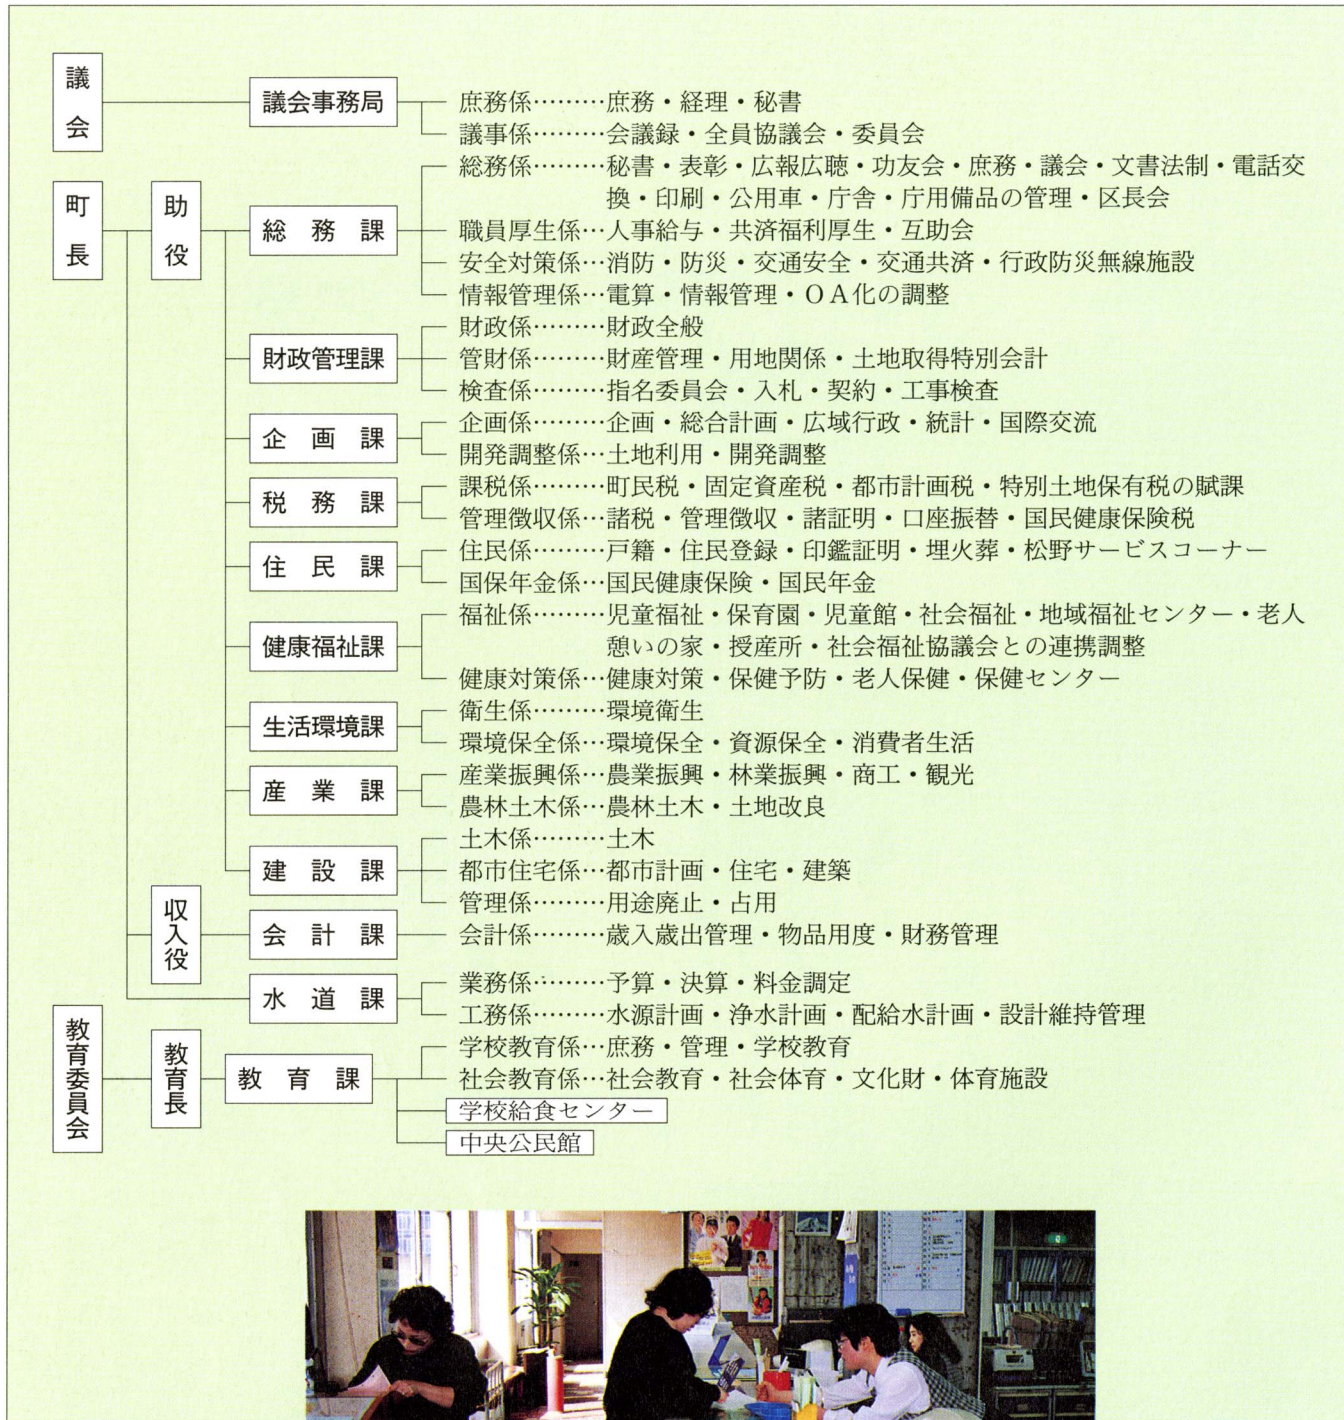 議会
議会事務局
庶務係………庶務・経理・秘書
議事係………会議録・全員協議会・委員会
町長
助役
総務課
総務係………秘書・表彰・広報広聴・功友会・庶務・議会・文書法制・電話交
換・印刷・公用車・庁舎・庁用備品の管理・区長会
職員厚生係…人事給与・共済福利厚生・互助会
安全対策係…消防・防災・交通安全・交通共済・行政防災無線施設
情報管理係…電算・情報管理・ＯＡ化の調整
財政管理課
財政係………財政全般
管財係………財産管理・用地関係・土地取得特別会計
検査係………指名委員会・入札・契約・工事検査
企画課
企画係………企画・総合計画・広域行政・統計・国際交流
開発調整係…土地利用・開発調整
税務課
課税係………町民税・固定資産税・都市計画税・特別土地保有税の賦課
管理徴収係…諸税・管理徴収・諸証明・口座振替・国民健康保険税
住民課
住民係………戸籍・住民登録・印鑑証明・埋火葬・松野サービスコーナー
国保年金係…国民健康保険・国民年金
健康福祉課
福祉係………児童福祉・保育園・児童館・社会福祉・地域福祉センター・老人
憩いの家・授産所・社会福祉協議会との連携調整
健康対策係…健康対策・保健予防・老人保健・保健センター
生活環境課
衛生係………環境衛生
環境保全係…環境保全・資源保全・消費者生活
産業課
産業振興係…農業振興・林業振興・商工・観光
農林土木係…農林土木・土地改良
建設課
土木係………土木
都市住宅係…都市計画・住宅・建築
管理係………用途廃止・占用
収入役
会計課
会計係………歳入歳出管理・物品用度・財務管理
水道課
業務係………予算・決算・料金調定
工務係………水源計画・浄水計画・配給水計画・設計維持管理
教育委員会
教育長
教育課
学校教育係…庶務・管理・学校教育
社会教育係…社会教育・社会体育・文化財・体育施設
学校給食センター
中央公民館